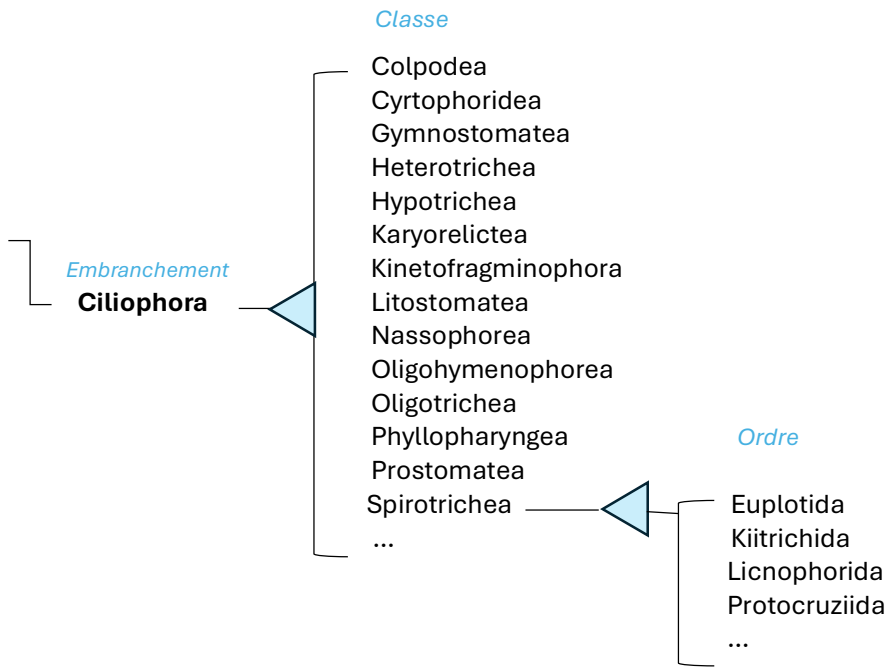 Classe
Colpodea
Cyrtophoridea
Gymnostomatea
Heterotrichea
Hypotrichea
Karyorelictea
Embranchement
Kinetofragminophora
Ciliophora
Litostomatea
Nassophorea
Oligohymenophorea
Oligotrichea
Phyllopharyngea
Ordre
Prostomatea
Spirotrichea
...
Euplotida
Kiitrichida
Licnophorida
Protocruziida
...